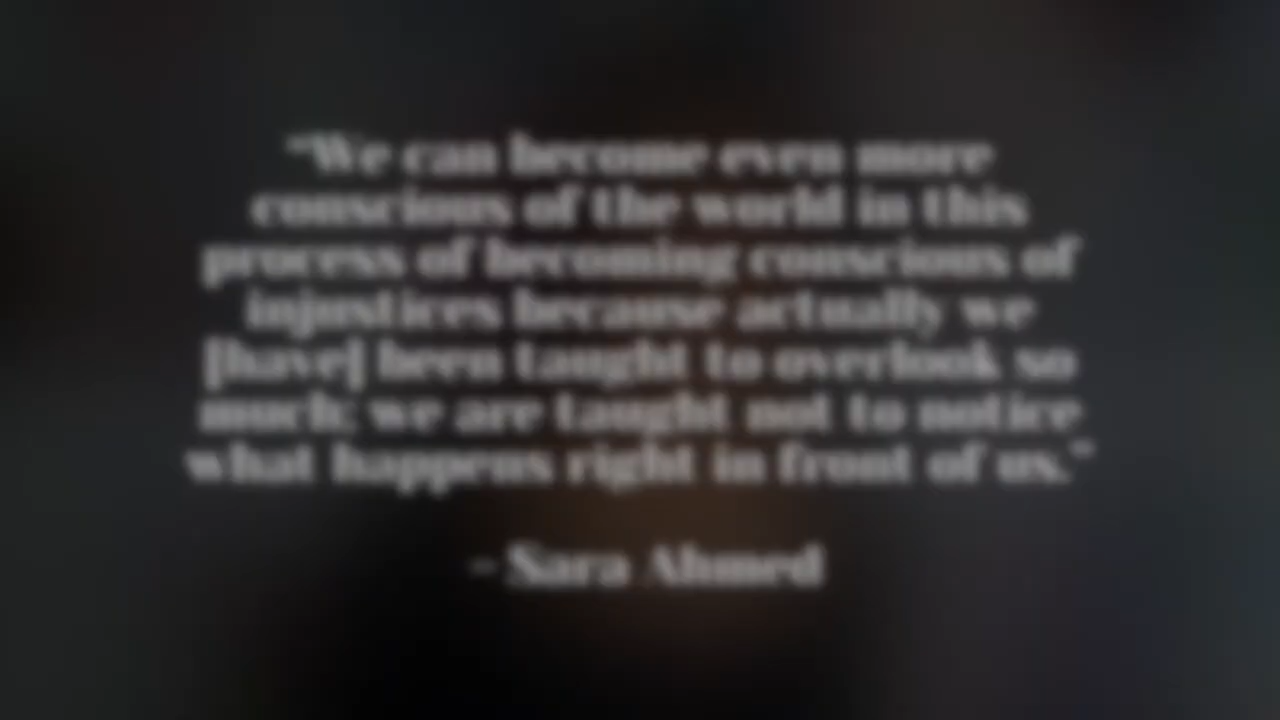 “We can become even more
conscious of the world in this
process of becoming conscious of
injustices because actually we
[have] been taught to overlook so
much; we are taught not to notice
what happens right in front of us.”
- Sara Ahmed